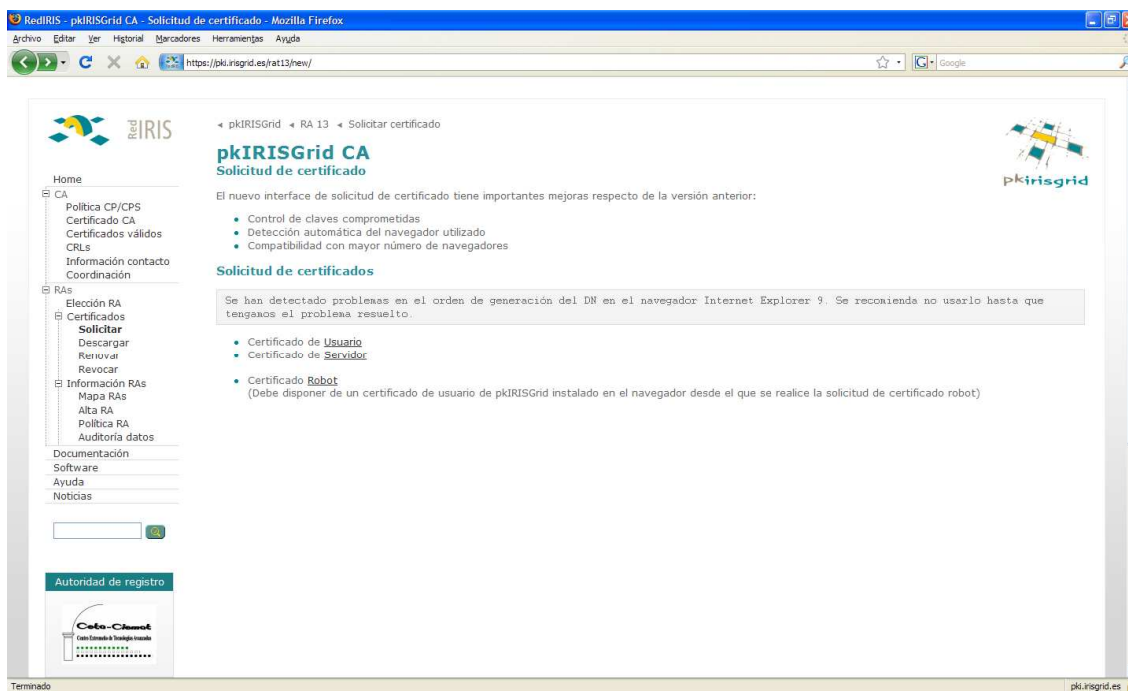 RedIRIS - pkIRISGrid CA - Solicitud de certificado - Mozilla Firefox
Archivo Editar Ver Historial Marcadores Herramientas Ayuda
https://pki.irisgrid.es/rat13/new/
Google
RedIRIS
pkIRISGrid RA 13 Solicitar certificado
pkIRISGrid CA
Solicitud de certificado
pkirisgrid
El nuevo interface de solicitud de certificado tiene importantes mejoras respecto de la versión anterior:
Control de claves comprometidas
Detección automática del navegador utilizado
Compatibilidad con mayor número de navegadores
Solicitud de certificados
Se han detectado problemas en el orden de generación del DN en el navegador Internet Explorer 9. Se recomienda no usarlo hasta que
tengamos el problema resuelto.
Certificado de Usuario
Certificado de Servidor
Certificado Robot
(Debe disponer de un certificado de usuario de pkIRISGrid instalado en el navegador desde el que se realice la solicitud de certificado robot)
Home
CA
Política CP/CPS
Certificado CA
Certificados válidos
CRLs
Información contacto
Coordinación
RAs
Elección RA
Certificados
Solicitar
Descargar
Renovar
Revocar
Información RAs
Mapa RAs
Alta RA
Política RA
Auditoría datos
Documentación
Software
Ayuda
Noticias
Autoridad de registro
Ceta-Ciemat
Centro Extremeño de Tecnologías Avanzadas
Terminado
pki.irisgrid.es